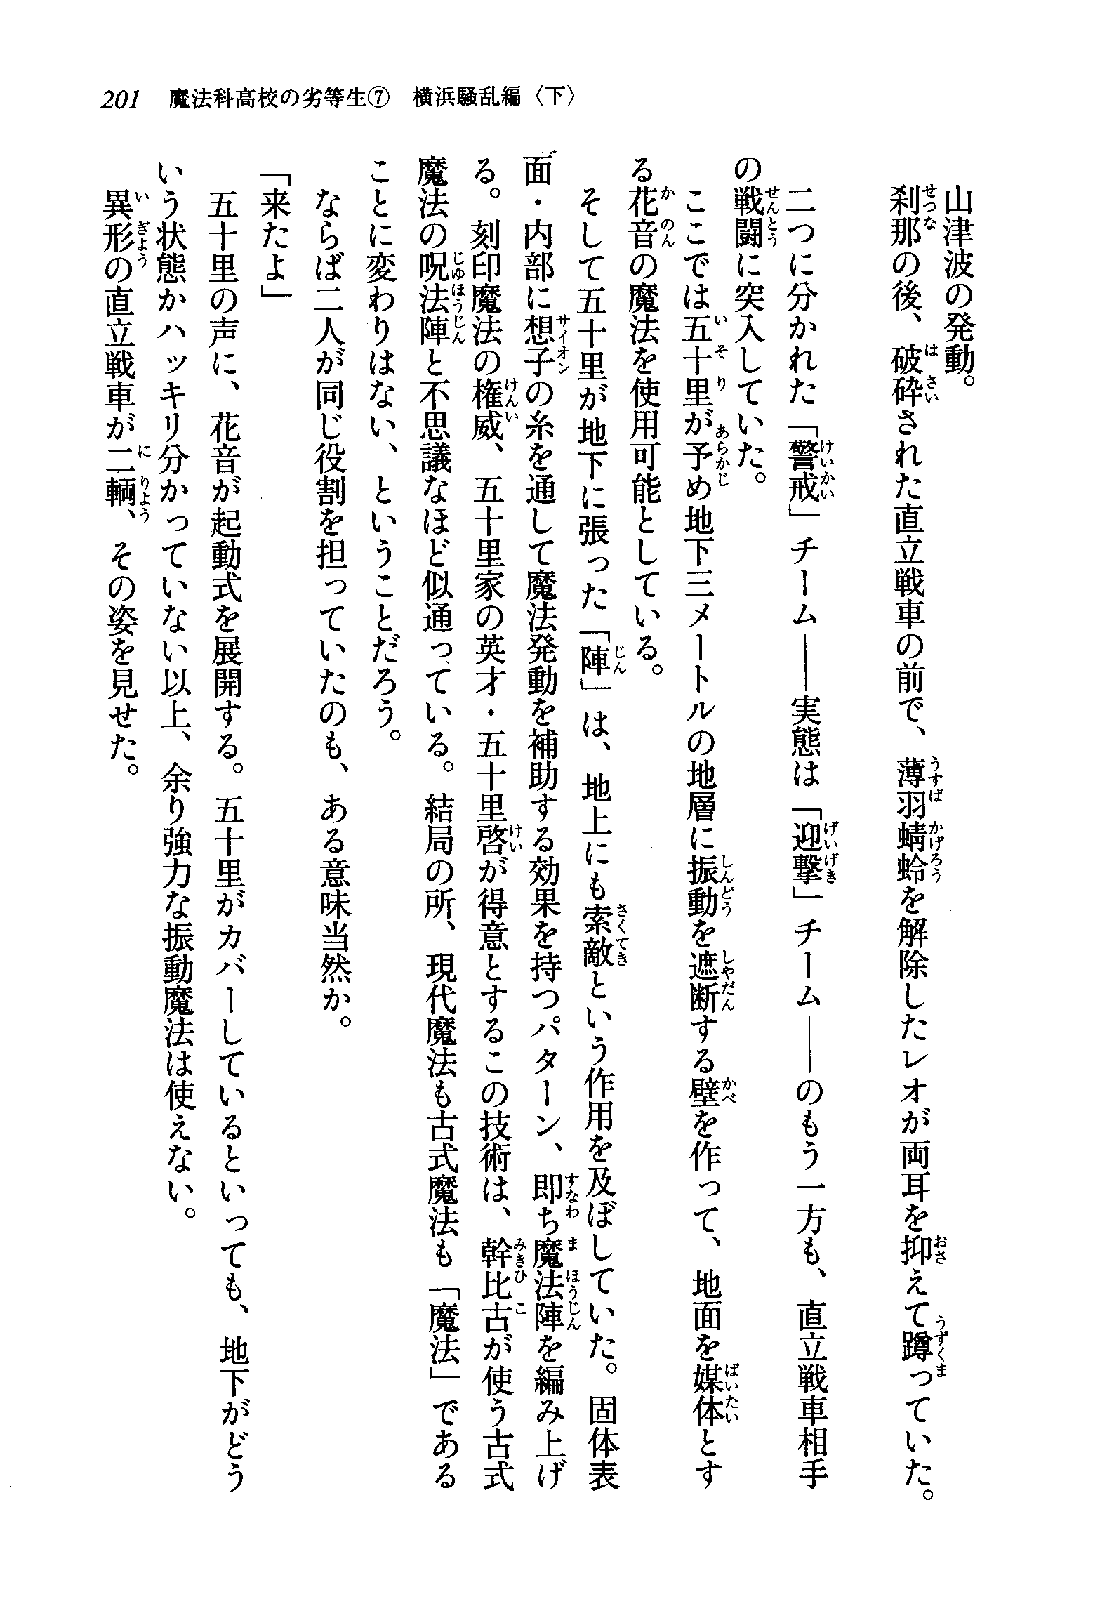 201　魔法科高校の劣等生⑦　横浜騒乱編〈下〉
山津波の発動。
刹那の後、破砕された直立戦車の前で、薄羽蜻蛉を解除したレオが両耳を抑えて蹲っていた。
二つに分かれた「警戒」チーム――実態は「迎撃」チーム――のもう一方も、直立戦車相手
の戦闘に突入していた。
ここでは五十里が予め地下三メートルの地層に振動を遮断する壁を作って、地面を媒体とす
る花音の魔法を使用可能としている。
そして五十里が地下に張った「陣」は、地上にも索敵という作用を及ぼしていた。固体表
面・内部に想子の糸を通して魔法発動を補助する効果を持つパターン、即ち魔法陣を編み上げ
る。刻印魔法の権威、五十里家の英才・五十里啓が得意とするこの技術は、幹比古が使う古式
魔法の呪法陣と不思議なほど似通っている。結局の所、現代魔法も古式魔法も「魔法」である
ことに変わりはない、ということだろう。
ならば二人が同じ役割を担っていたのも、ある意味当然か。
「来たよ」
五十里の声に、花音が起動式を展開する。五十里がカバーしているといっても、地下がどう
いう状態かハッキリ分かっていない以上、余り強力な振動魔法は使えない。
異形の直立戦車が二輌、その姿を見せた。